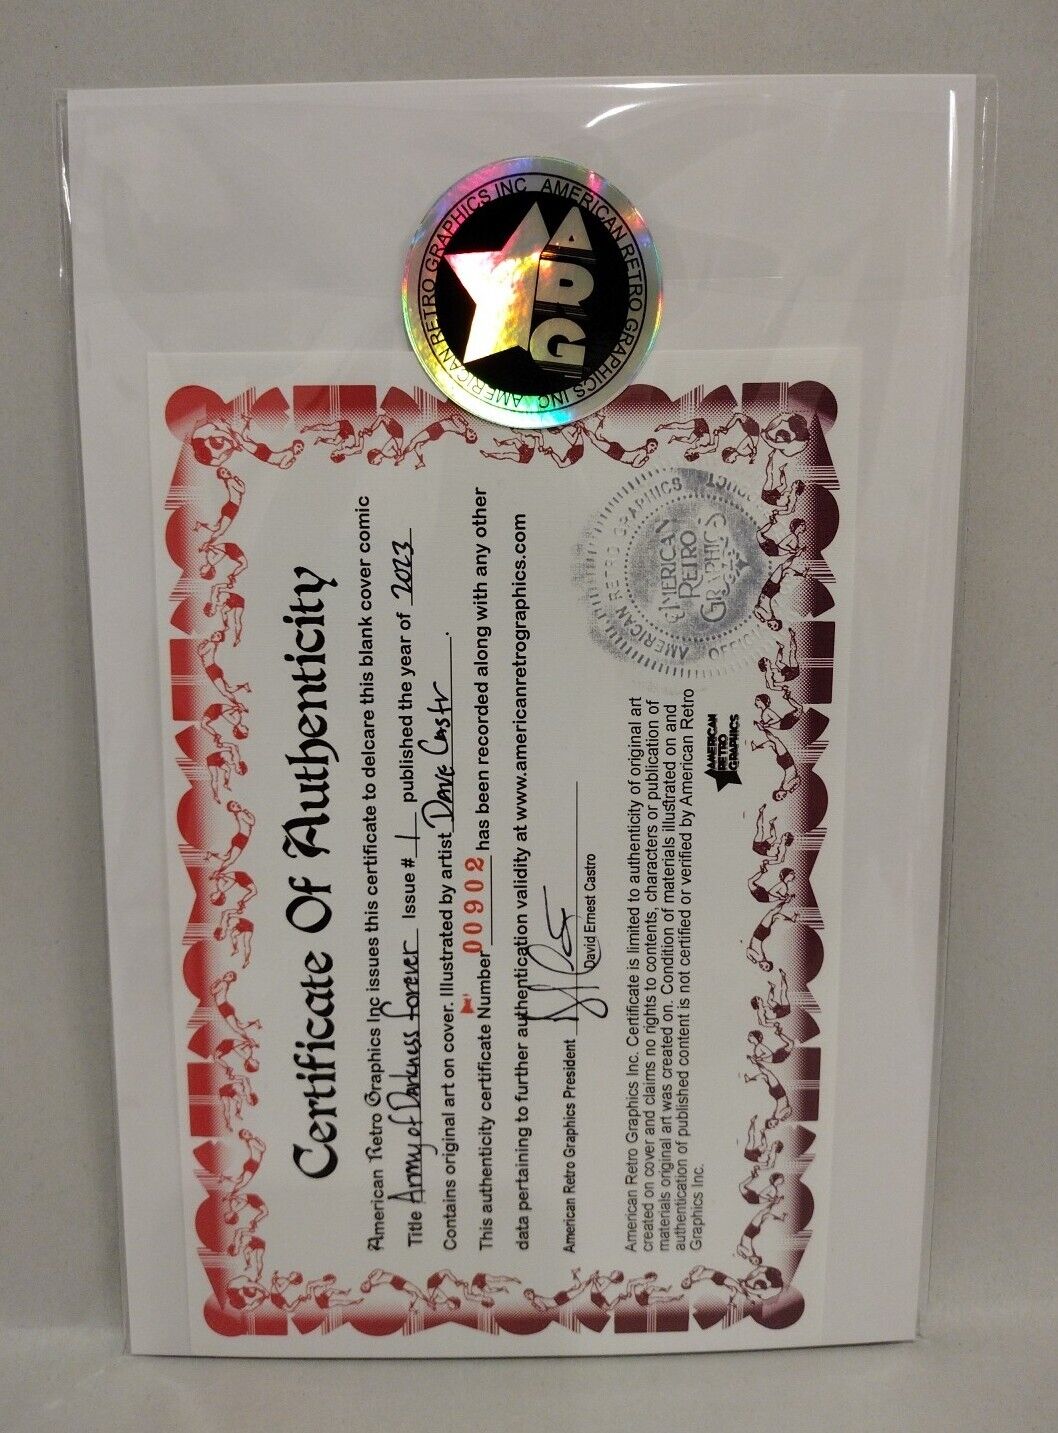 AMERICAN RETRO GRAPHICS INC AMERICAN RETRO GRAPHICS INC
ARG
Certificate Of Authenticity
American Retro Graphics Inc issues this certificate to delcare this blank cover comic
Title Army of Darkness Forever Issue # 1 published the year of 2023
Contains original art on cover. Illustrated by artist Dave Castr.
This authenticity certificate Number 00902 has been recorded along with any other
data pertaining to further authentication validity at www.americanretrographics.com
American Retro Graphics President
David Ernest Castro
American Retro Graphics Inc. Certificate is limited to authenticity of original art
created on cover and claims no rights to contents, characters or publication of
materials original art was created on. Condition of materials illustrated on and
authentication of published content is not certified or verified by American Retro
Graphics Inc.
AMERICAN
RETRO
GRAPHICS
AMERICAN RETRO GRAPHICS
AMERICAN
RETRO
GRAPHICS